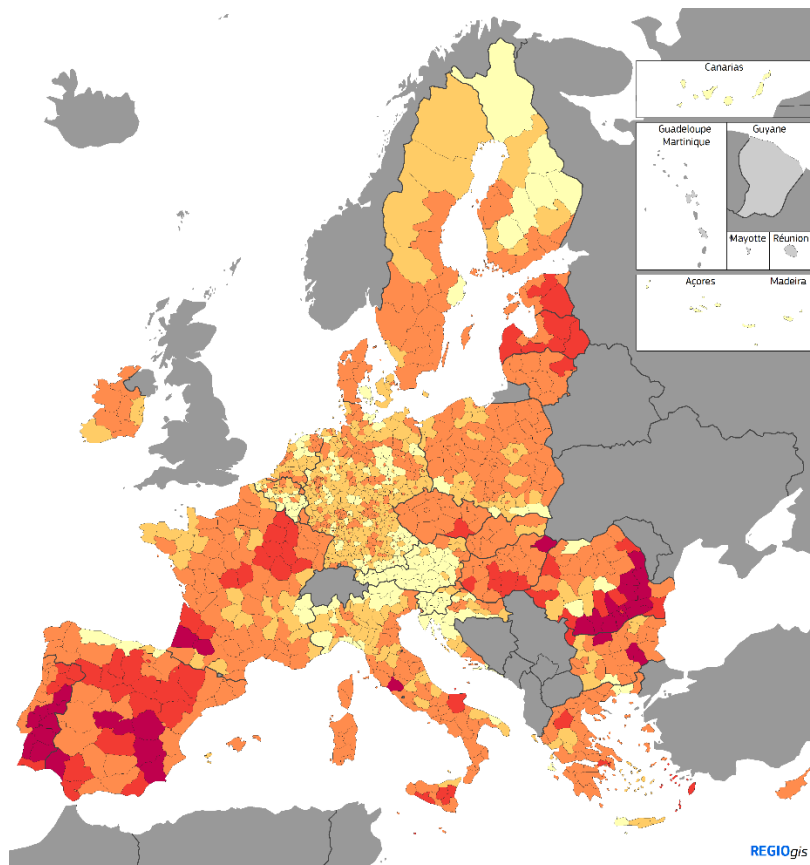 Canarias
Guadeloupe
Martinique
Guyane
Mayotte
Réunion
Açores
Madeira
REGIOgis